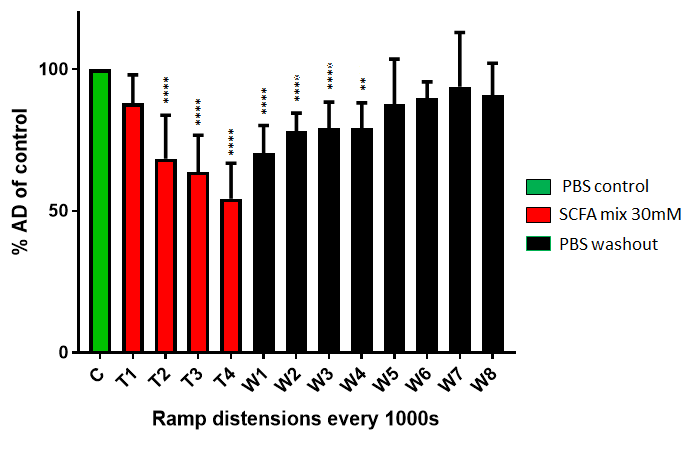 % AD of control
100
50
0
**** **** **** **** **** **** **
C T1 T2 T3 T4 W1 W2 W3 W4 W5 W6 W7 W8
Ramp distensions every 1000s
PBS control
SCFA mix 30mM
PBS washout